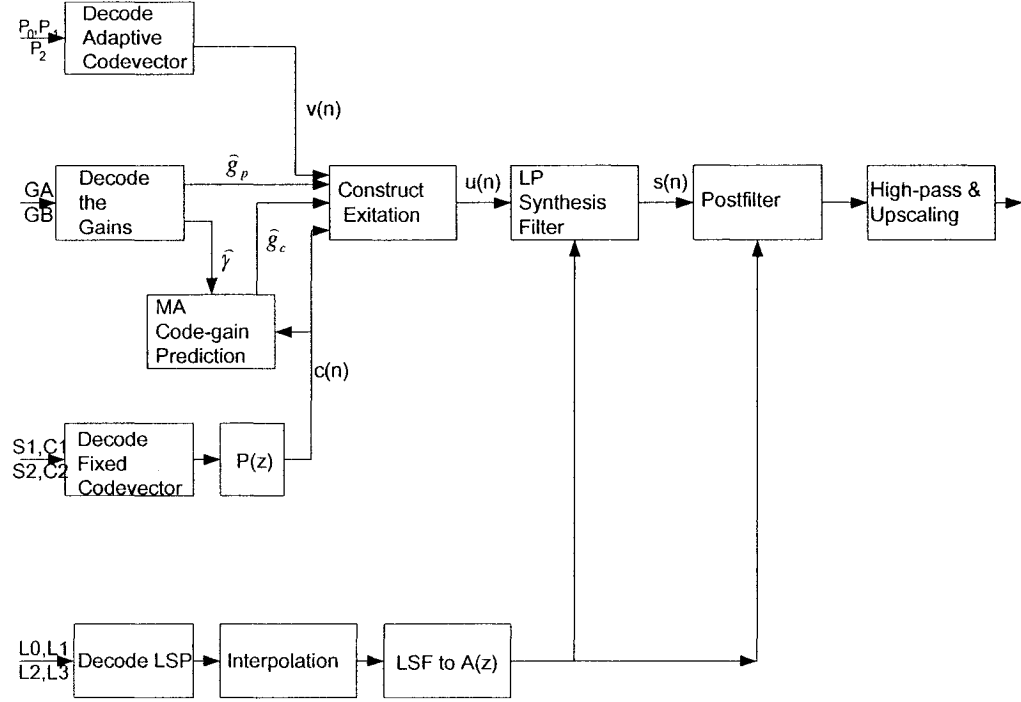 P0,P1
P2
Decode
Adaptive
Codevector
v(n)
GA
GB
Decode
the
Gains
ĝp
γ̂
ĝc
MA
Code-gain
Prediction
Construct
Exitation
u(n)
LP
Synthesis
Filter
s(n)
Postfilter
High-pass &
Upscaling
c(n)
S1,C1
S2,C2
Decode
Fixed
Codevector
P(z)
L0,L1
L2,L3
Decode LSP
Interpolation
LSF to A(z)